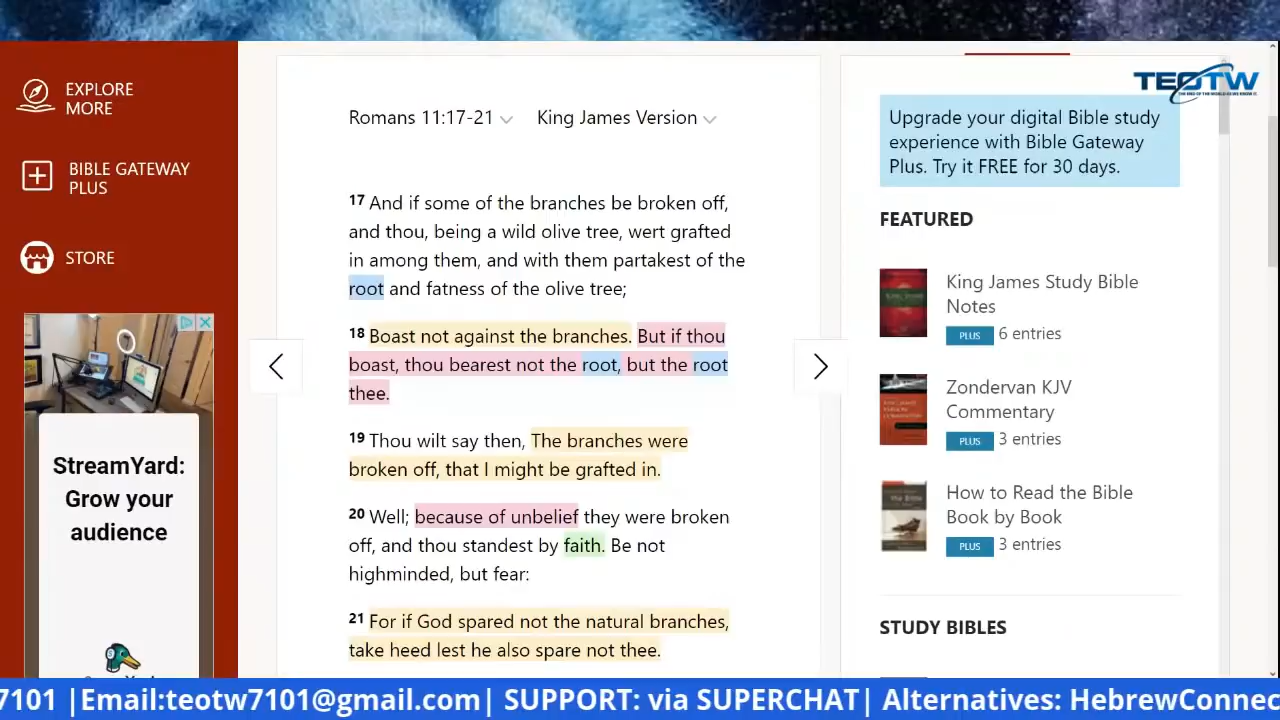 EXPLORE
MORE
BIBLE GATEWAY
PLUS
STORE
StreamYard:
Grow your
audience
Romans 11:17-21 King James Version
17 And if some of the branches be broken off,
and thou, being a wild olive tree, wert grafted
in among them, and with them partakest of the
root and fatness of the olive tree;
18 Boast not against the branches. But if thou
boast, thou bearest not the root, but the root
thee.
19 Thou wilt say then, The branches were
broken off, that I might be grafted in.
20 Well; because of unbelief they were broken
off, and thou standest by faith. Be not
highminded, but fear:
21 For if God spared not the natural branches,
take heed lest he also spare not thee.
TEOTW
THE END OF THE WORLD AS WE KNOW IT.
Upgrade your digital Bible study
experience with Bible Gateway
Plus. Try it FREE for 30 days.
FEATURED
King James Study Bible
Notes
PLUS 6 entries
Zondervan KJV
Commentary
PLUS 3 entries
How to Read the Bible
Book by Book
PLUS 3 entries
STUDY BIBLES
7101 |Email:teotw7101@gmail.com| SUPPORT: via SUPERCHAT| Alternatives: HebrewConnec